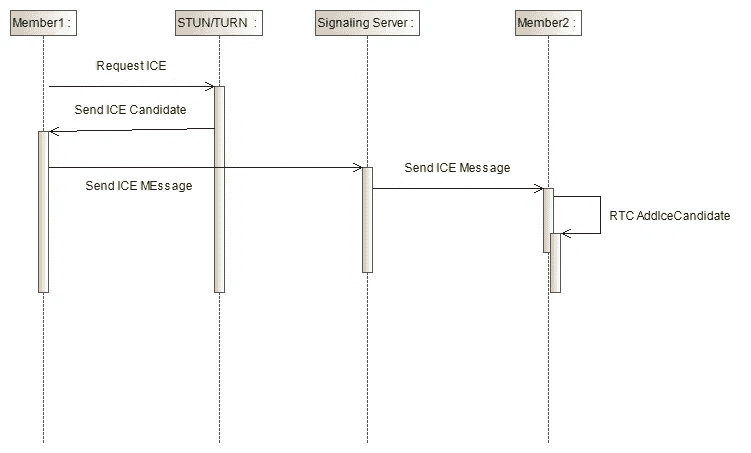 Member1 :
STUN/TURN :
Signaling Server :
Member2 :
Request ICE
Send ICE Candidate
Send ICE MEssage
Send ICE Message
RTC AddIceCandidate